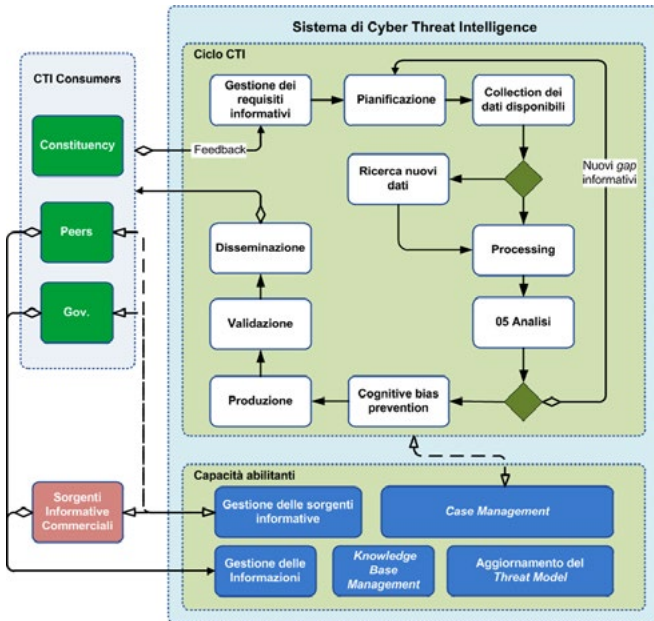 Sistema di Cyber Threat Intelligence
CTI Consumers
Constituency
Peers
Gov.
Sorgenti
Informative
Commerciali
Ciclo CTI
Gestione dei
requisiti
informativi
Pianificazione
Collection dei
dati disponibili
Feedback
Nuovi gap
informativi
Ricerca nuovi
dati
Disseminazione
Processing
Validazione
05 Analisi
Produzione
Cognitive bias
prevention
Capacità abilitanti
Gestione delle sorgenti
informative
Case Management
Gestione delle
Informazioni
Knowledge
Base
Management
Aggiornamento del
Threat Model